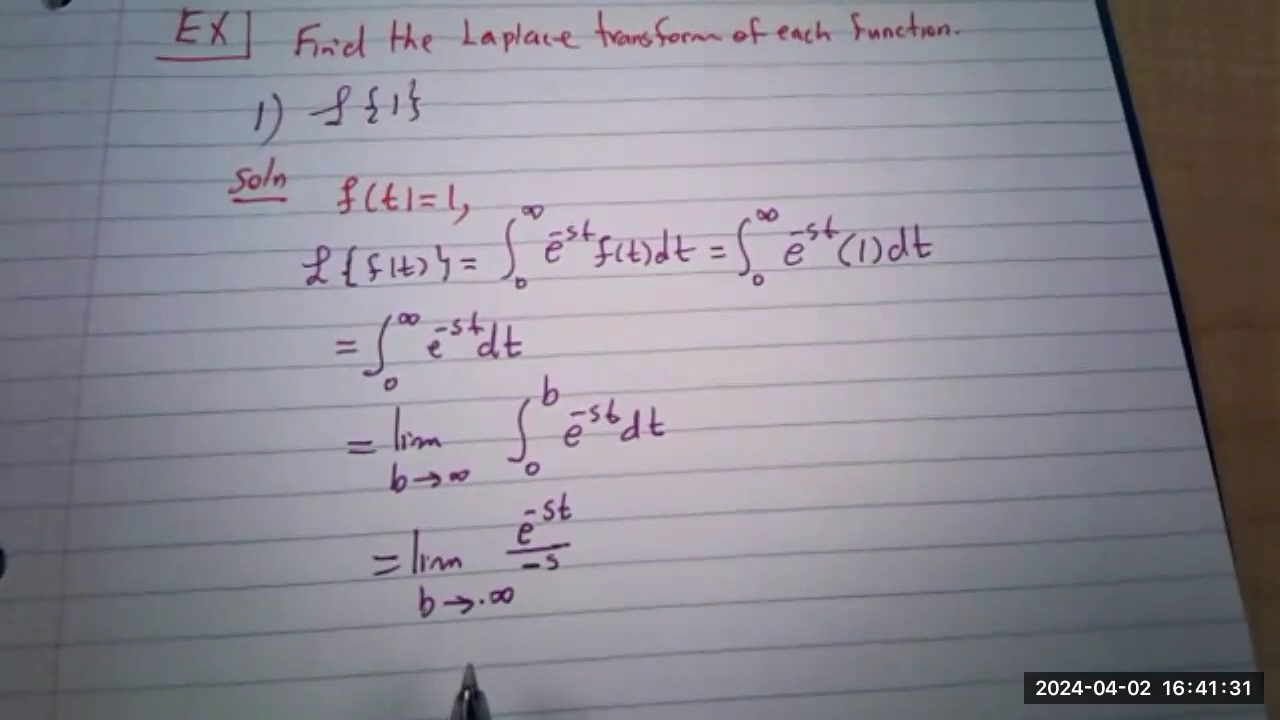 EX] Find the Laplace transform of each function.
1) ℒ{1}
Soln f(t)=1,
ℒ{f(t)} = ∫₀^∞ e^{-st} f(t)dt = ∫₀^∞ e^{-st} (1)dt
= ∫₀^∞ e^{-st} dt
= lim_{b→∞} ∫₀^b e^{-st} dt
= lim_{b→∞} e^{-st}/-s
2024-04-02 16:41:31